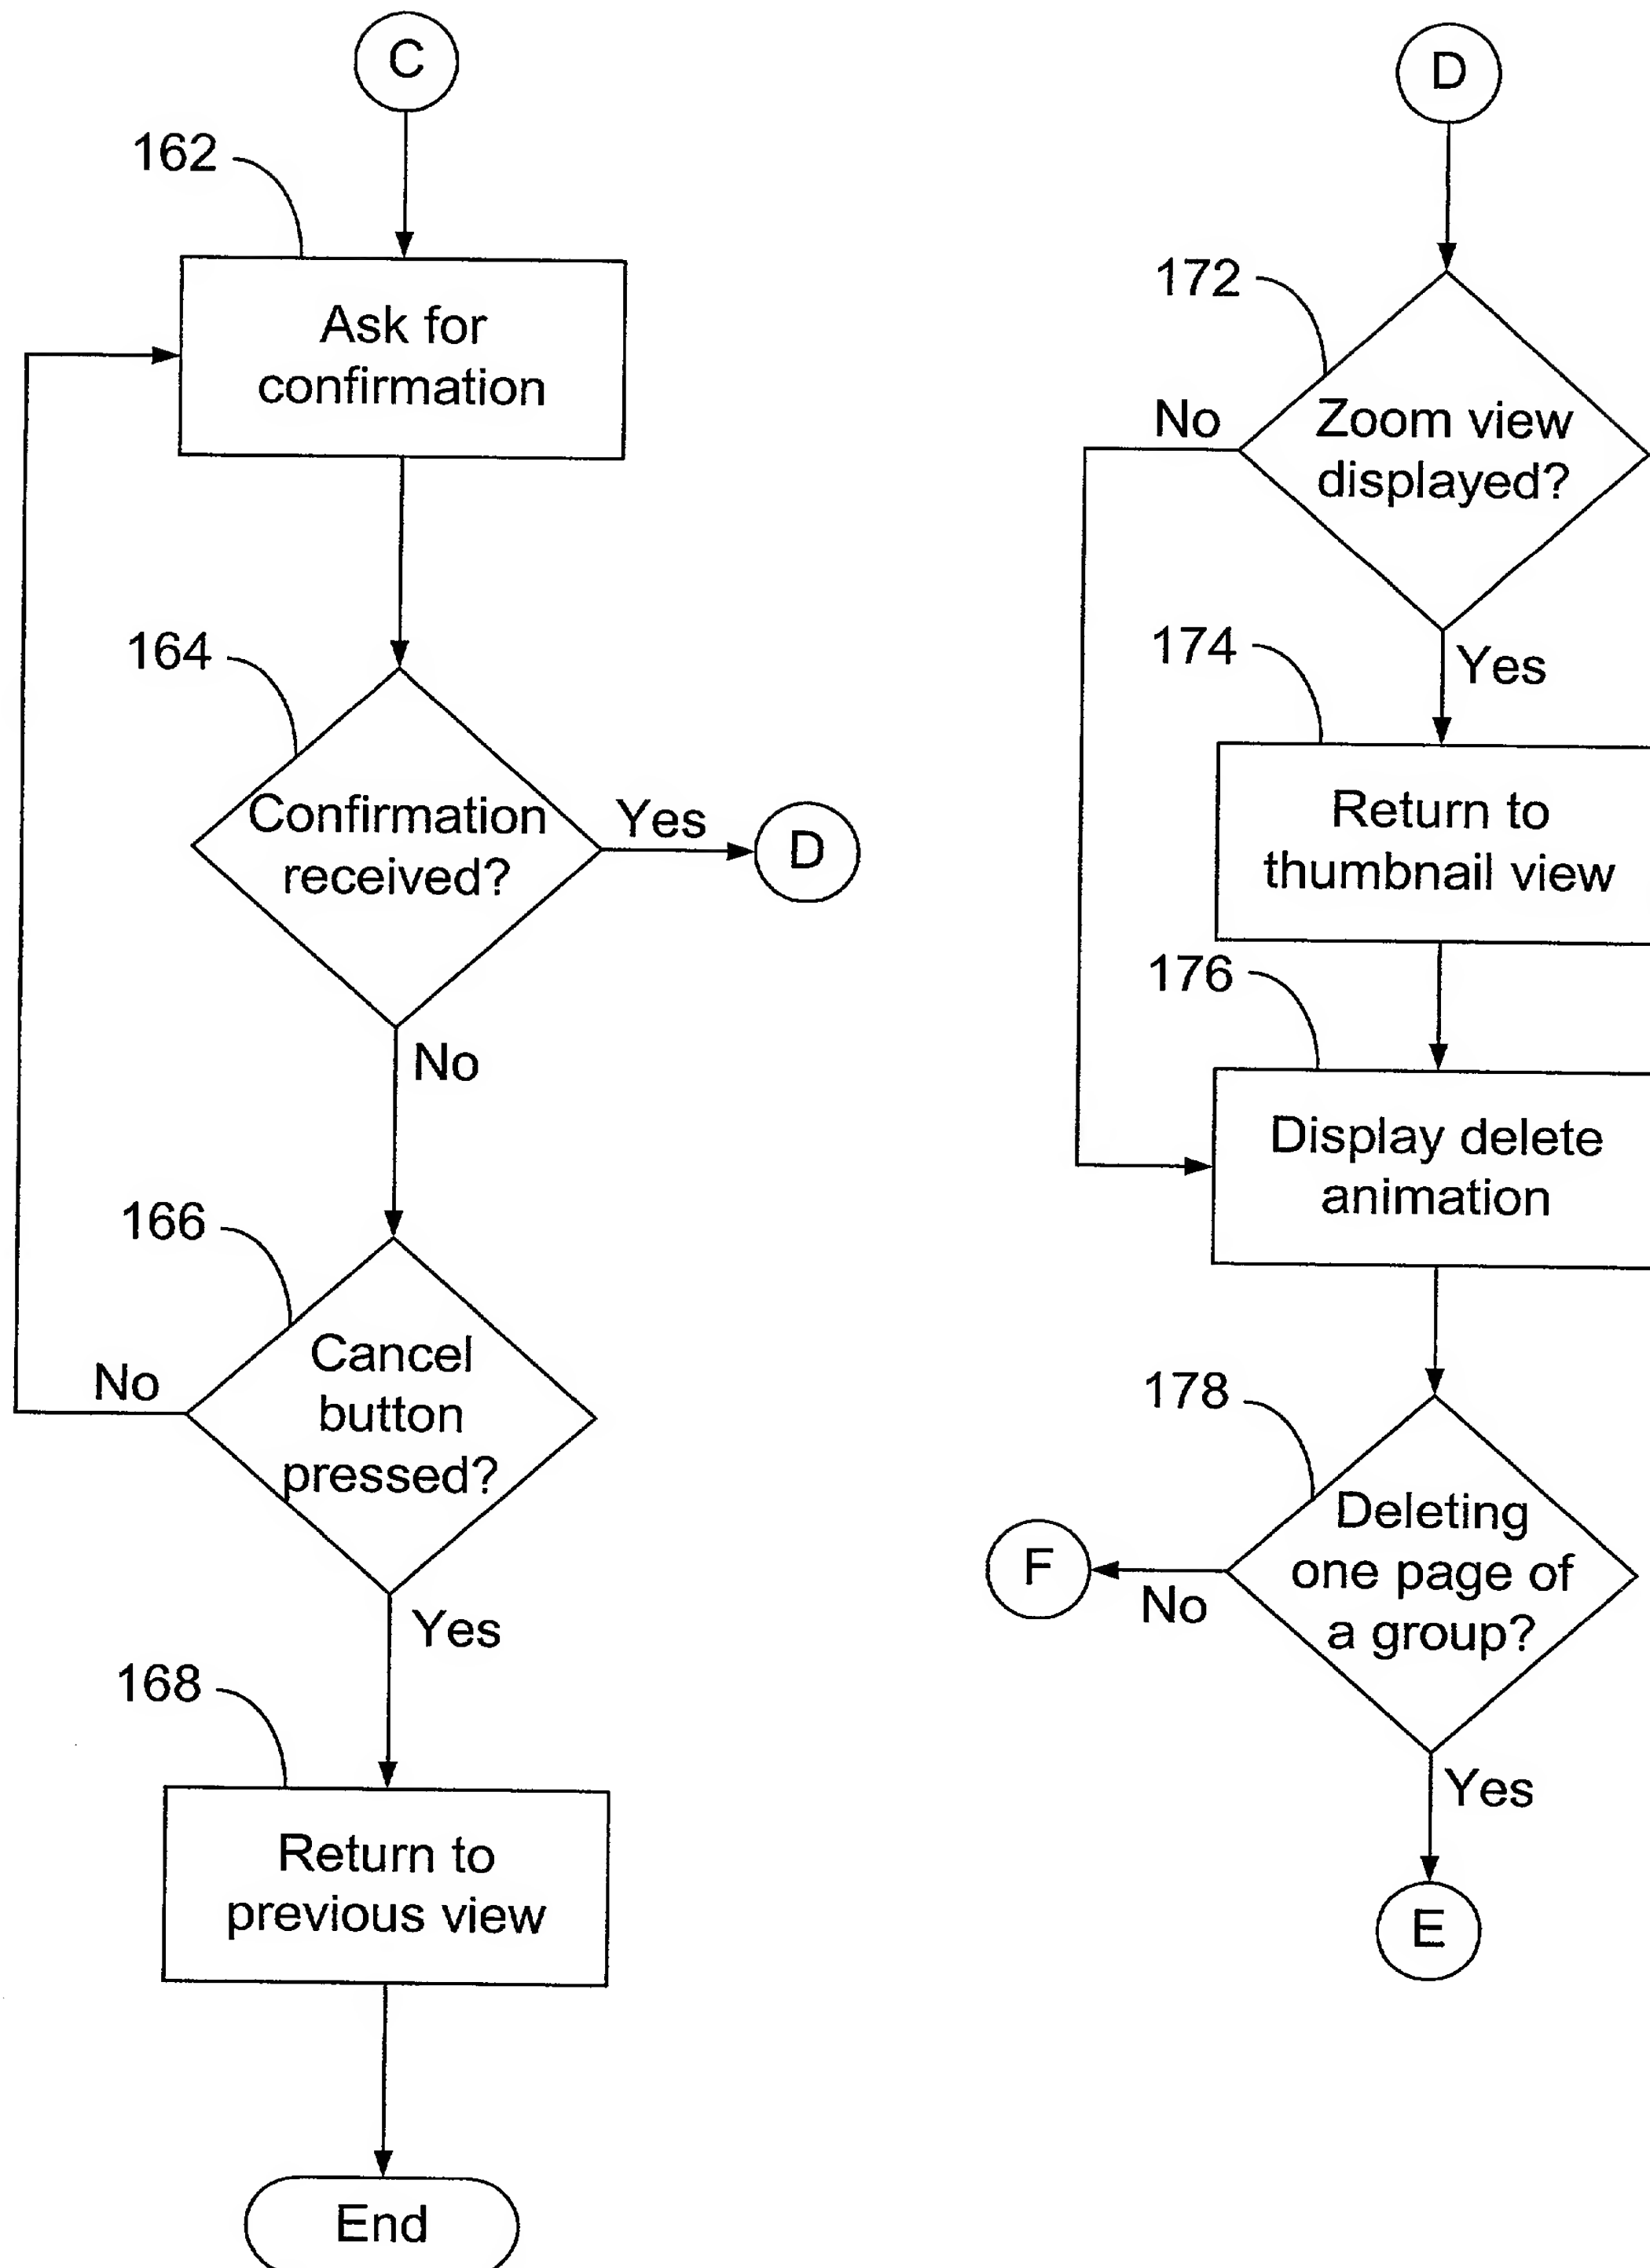 C
162
Ask for
confirmation
164
Confirmation
received?
Yes
D
No
166
Cancel
button
pressed?
No
Yes
168
Return to
previous view
End
D
172
Zoom view
displayed?
No
Yes
174
Return to
thumbnail view
176
Display delete
animation
178
Deleting
one page of
a group?
F
No
Yes
E